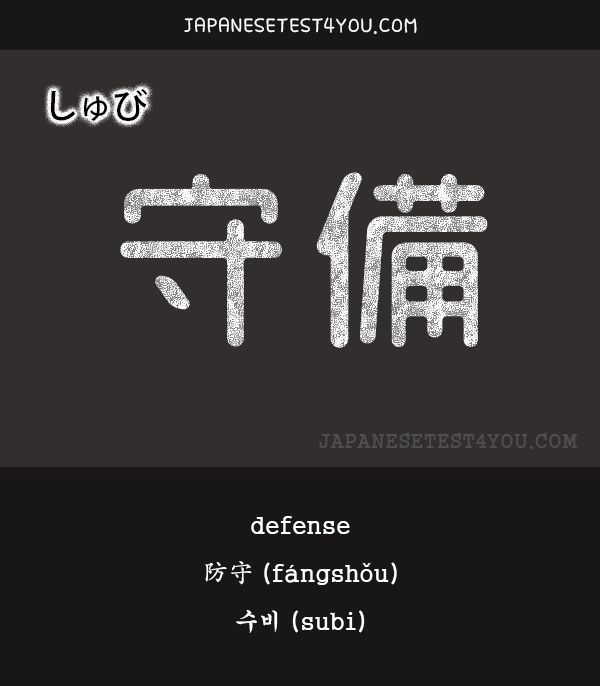 JAPANESETEST4YOU.COM
しゅび
守備
JAPANESETEST4YOU.COM
defense
防守 (fángshǒu)
수비 (subi)